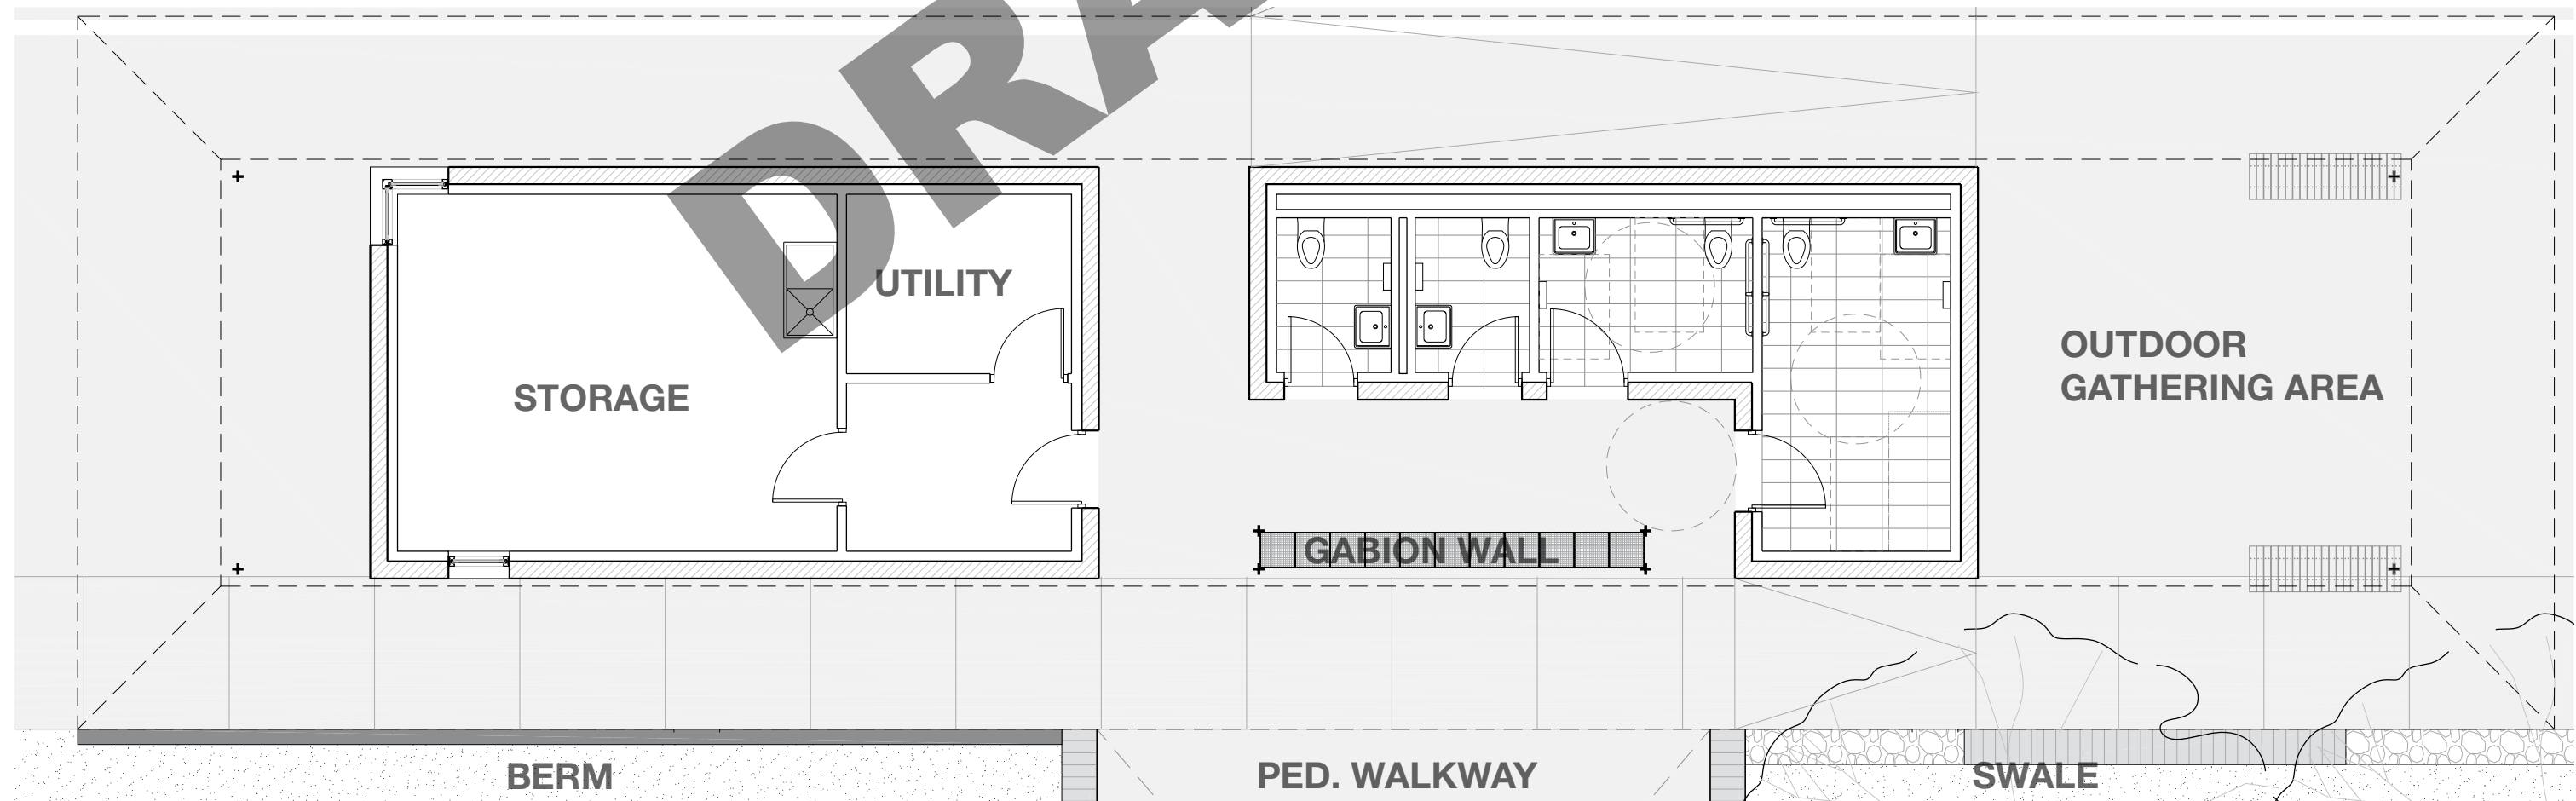 DRA
UTILITY
STORAGE
OUTDOOR
GATHERING AREA
GABION WALL
BERM
PED. WALKWAY
SWALE